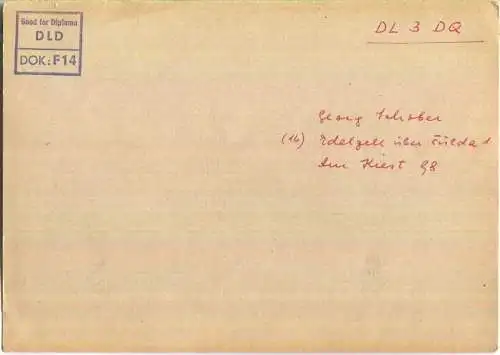 Good for Diploma
DLD
DOK: F14
DL 3 DQ
Georg Schober
(16) Edelzell über Fulda 1
Am Kiest 98